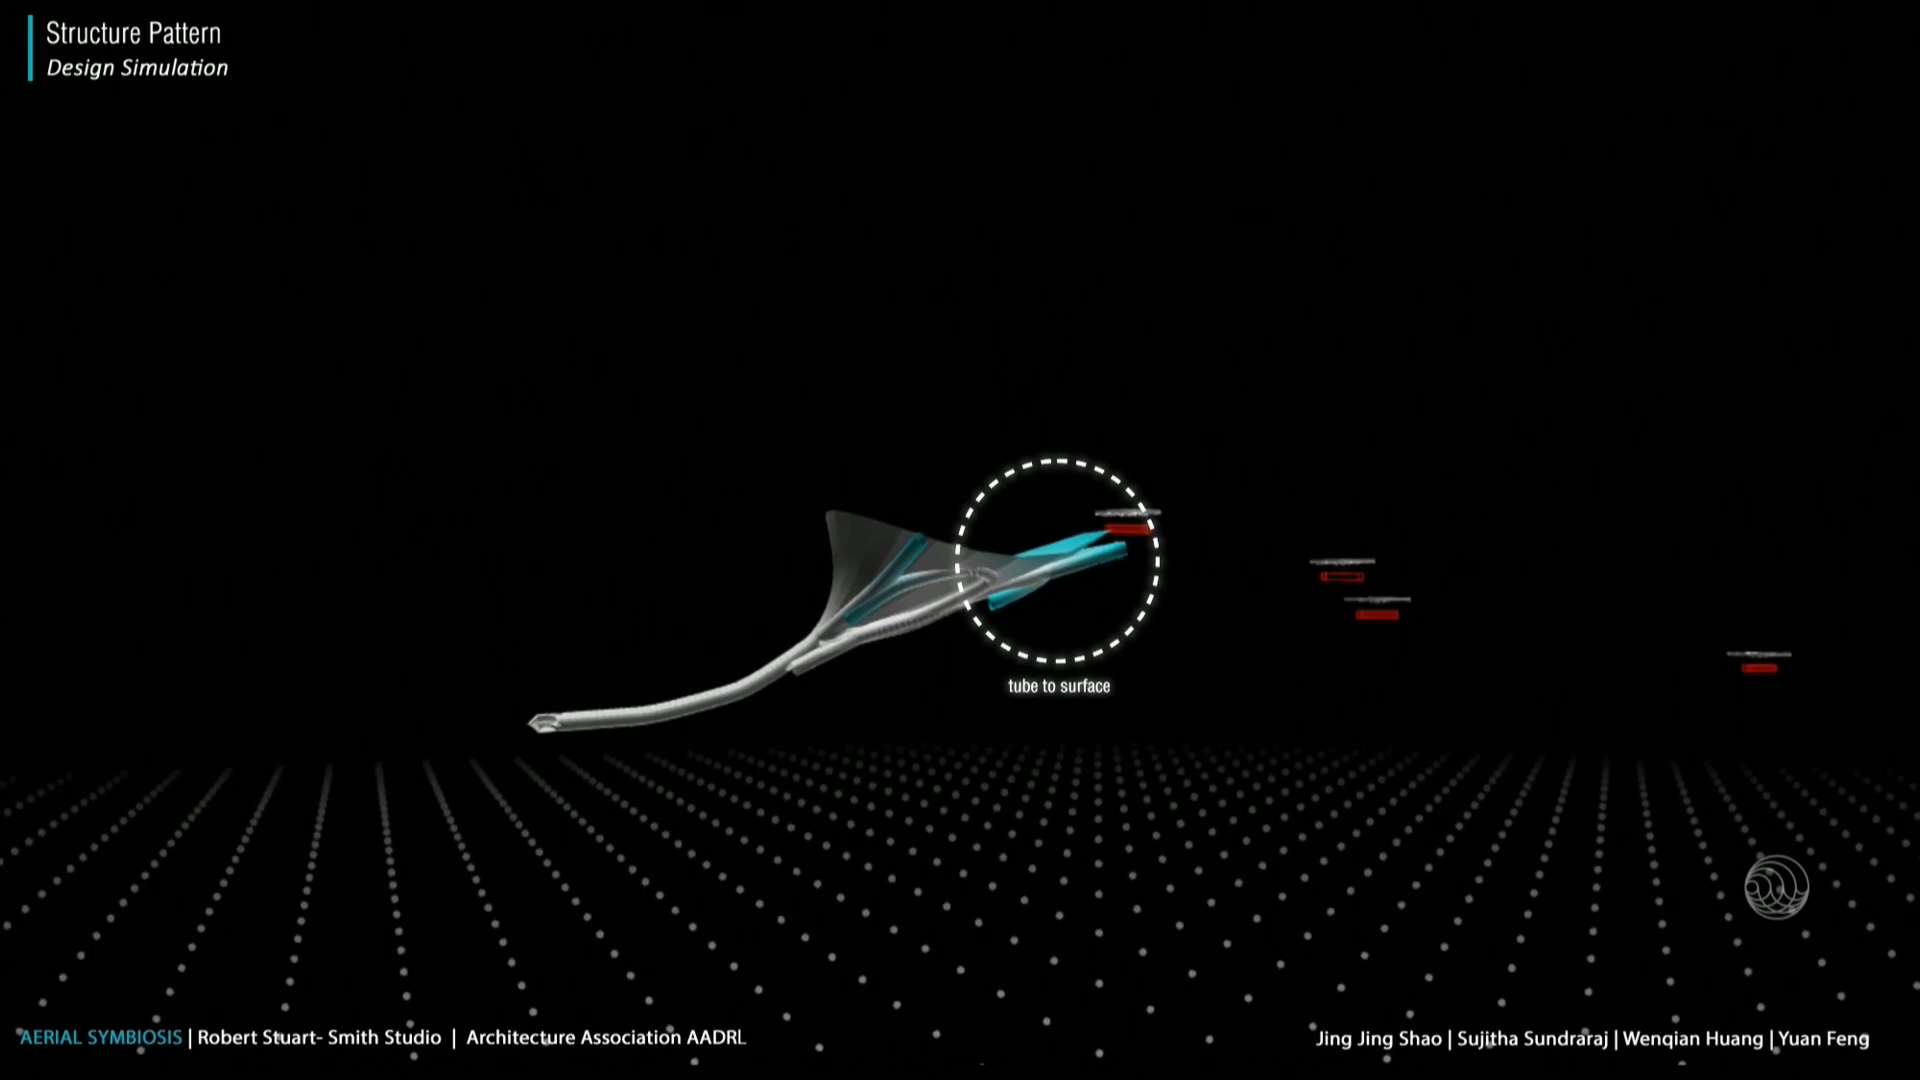 Structure Pattern
Design Simulation
tube to surface
AERIAL SYMBIOSIS | Robert Stuart- Smith Studio | Architecture Association AADRL
Jing Jing Shao | Sujitha Sundraraj | Wenqian Huang | Yuan Feng